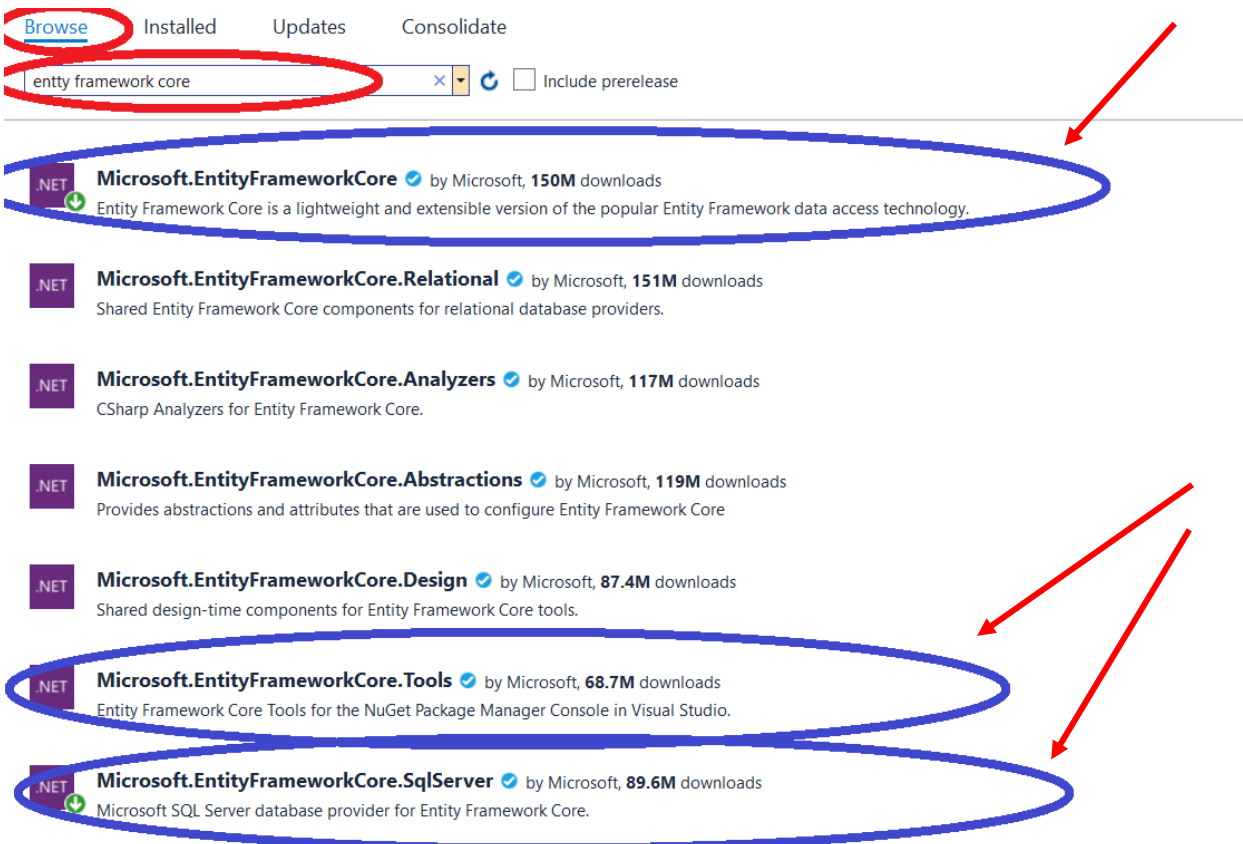 Browse Installed Updates Consolidate
entty framework core Include prerelease
.NET Microsoft.EntityFrameworkCore by Microsoft, 150M downloads
Entity Framework Core is a lightweight and extensible version of the popular Entity Framework data access technology.
.NET Microsoft.EntityFrameworkCore.Relational by Microsoft, 151M downloads
Shared Entity Framework Core components for relational database providers.
.NET Microsoft.EntityFrameworkCore.Analyzers by Microsoft, 117M downloads
CSharp Analyzers for Entity Framework Core.
.NET Microsoft.EntityFrameworkCore.Abstractions by Microsoft, 119M downloads
Provides abstractions and attributes that are used to configure Entity Framework Core
.NET Microsoft.EntityFrameworkCore.Design by Microsoft, 87.4M downloads
Shared design-time components for Entity Framework Core tools.
.NET Microsoft.EntityFrameworkCore.Tools by Microsoft, 68.7M downloads
Entity Framework Core Tools for the NuGet Package Manager Console in Visual Studio.
.NET Microsoft.EntityFrameworkCore.SqlServer by Microsoft, 89.6M downloads
Microsoft SQL Server database provider for Entity Framework Core.